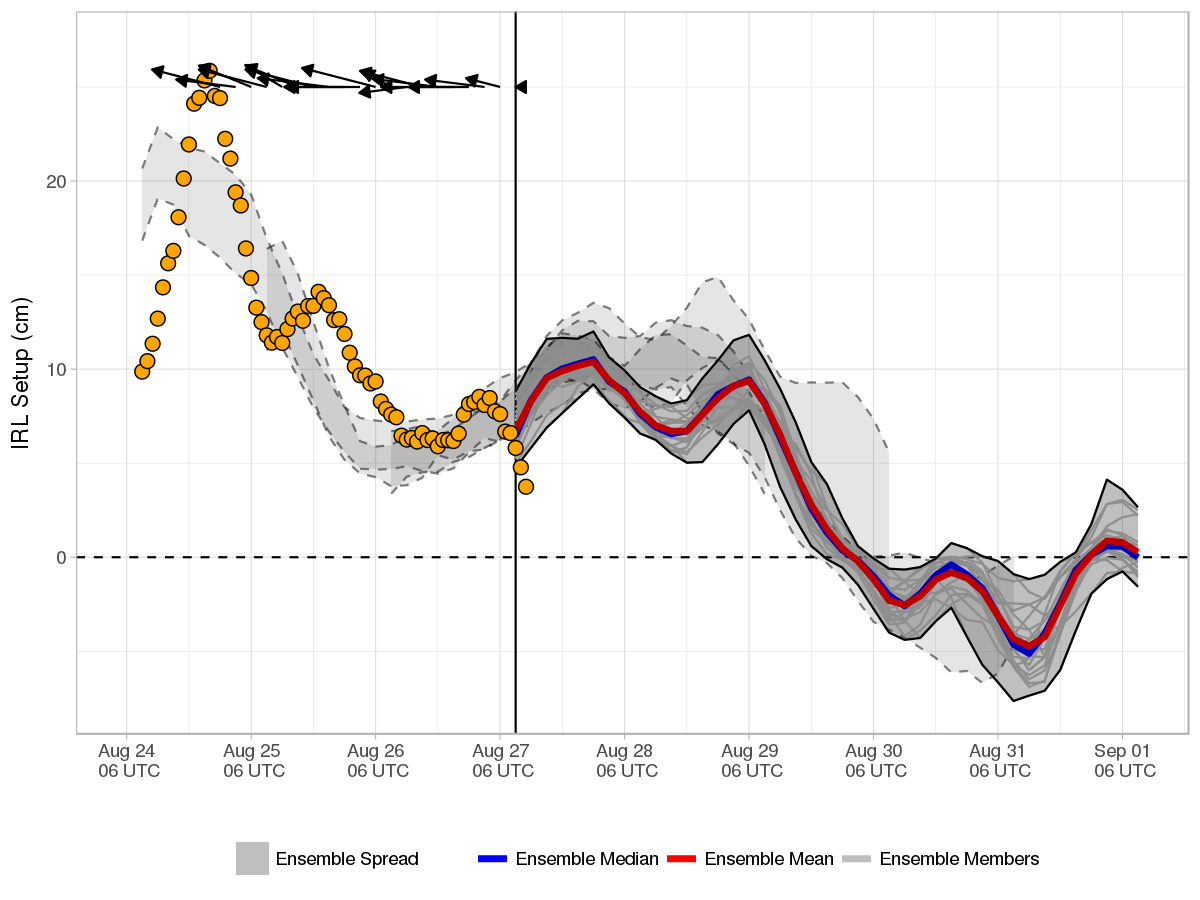 IRL Setup (cm)
20
10
0
Aug 24 Aug 25 Aug 26 Aug 27 Aug 28 Aug 29 Aug 30 Aug 31 Sep 01
06 UTC 06 UTC 06 UTC 06 UTC 06 UTC 06 UTC 06 UTC 06 UTC 06 UTC
Ensemble Spread Ensemble Median Ensemble Mean Ensemble Members